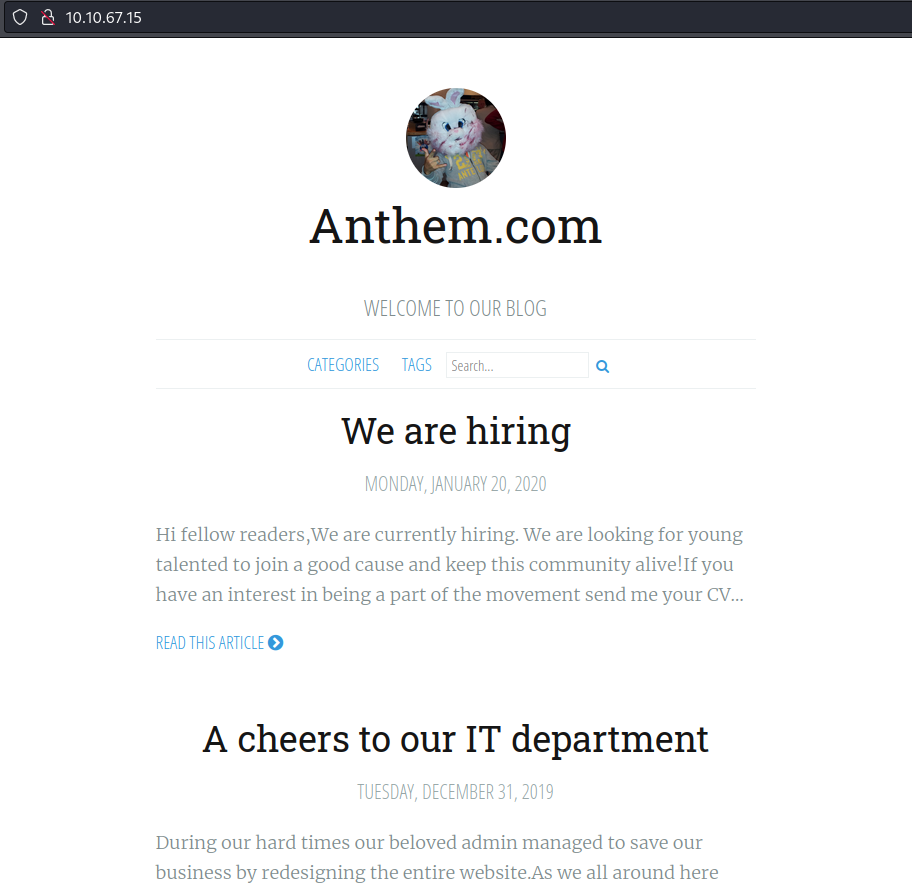 10.10.67.15
Anthem.com
WELCOME TO OUR BLOG
CATEGORIES TAGS Search...
We are hiring
MONDAY, JANUARY 20, 2020
Hi fellow readers,We are currently hiring. We are looking for young
talented to join a good cause and keep this community alive!If you
have an interest in being a part of the movement send me your CV...
READ THIS ARTICLE
A cheers to our IT department
TUESDAY, DECEMBER 31, 2019
During our hard times our beloved admin managed to save our
business by redesigning the entire website.As we all around here